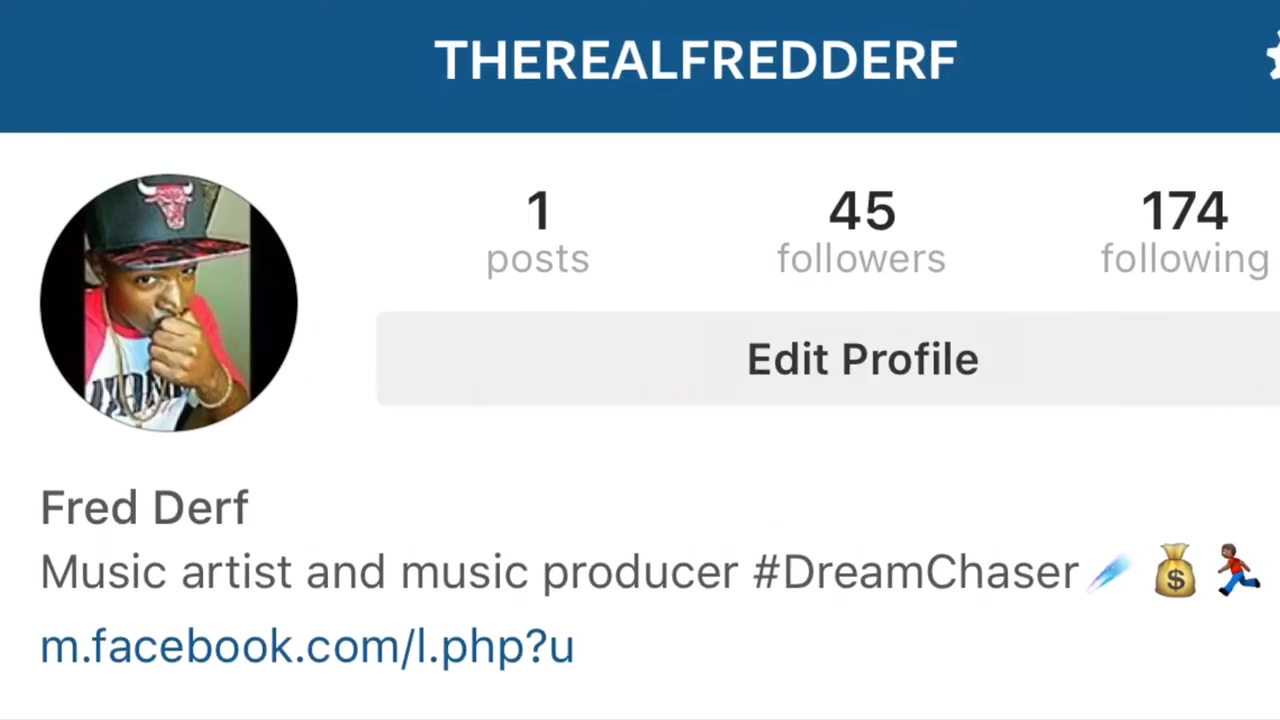 THEREALFREDDERF
1 45 174
posts followers following
Edit Profile
Fred Derf
Music artist and music producer #DreamChaser☄️ 💰 🏃🏾
m.facebook.com/l.php?u